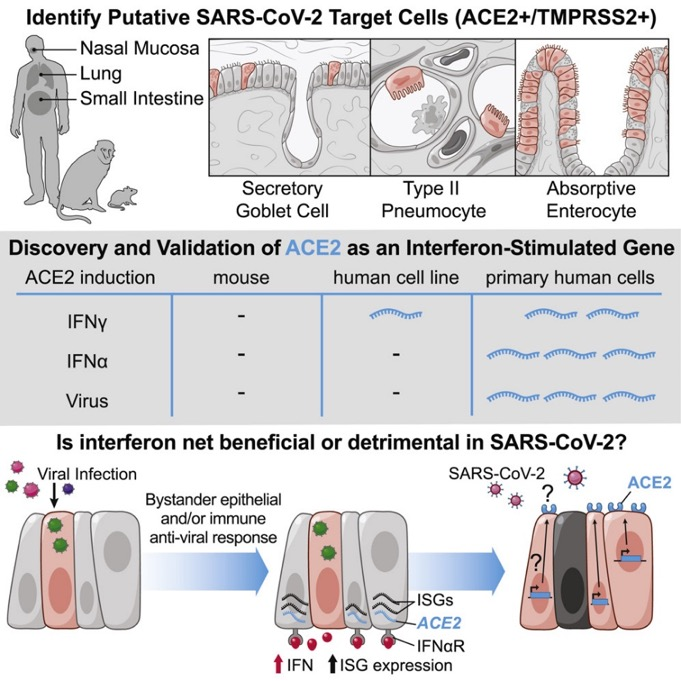 Identify Putative SARS-CoV-2 Target Cells (ACE2+/TMPRSS2+)
Nasal Mucosa
Lung
Small Intestine
Secretory
Goblet Cell
Type II
Pneumocyte
Absorptive
Enterocyte
Discovery and Validation of ACE2 as an Interferon-Stimulated Gene
ACE2 induction mouse human cell line primary human cells
IFNγ -
IFNα - -
Virus - -
Is interferon net beneficial or detrimental in SARS-CoV-2?
Viral Infection
Bystander epithelial
and/or immune
anti-viral response
ISGs
ACE2
IFNαR
IFN ISG expression
SARS-CoV-2
?
ACE2
?